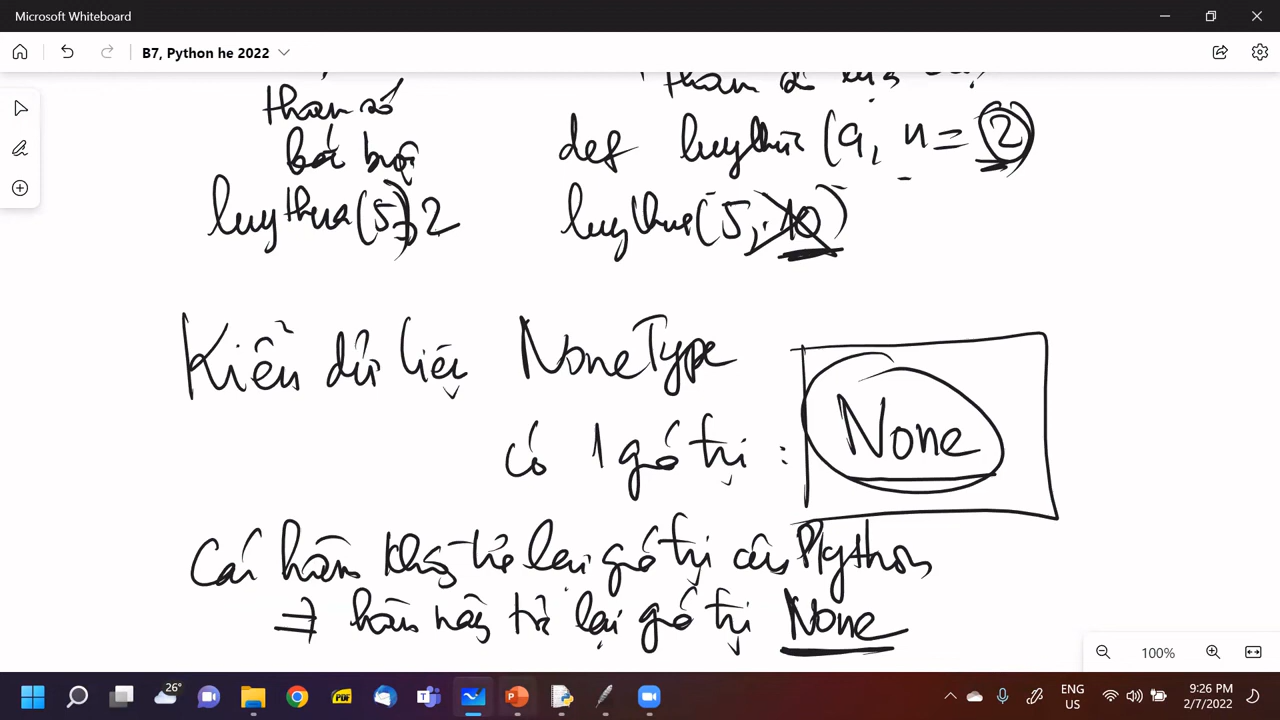 Microsoft Whiteboard
B7, Python he 2022
tham số
bắt buộc
def luythừa (a, n = 2)
luythua(5, 2
luythua(5, 10)
Kiểu dữ liệu NoneType
có 1 giá trị : None
Các hàm không trả lại giá trị của Python
⇒ hàm này trả lại giá trị None
100%
26°
ENG
US
9:26 PM
2/7/2022